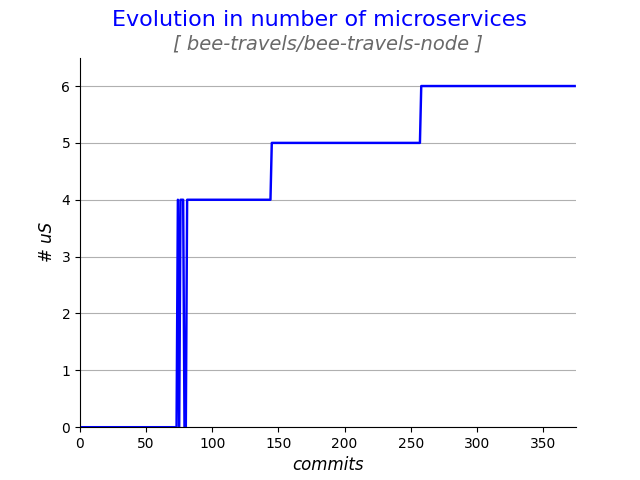 Evolution in number of microservices
[ bee-travels/bee-travels-node ]
6
5
4
3
2
1
0
# uS
0 50 100 150 200 250 300 350
commits